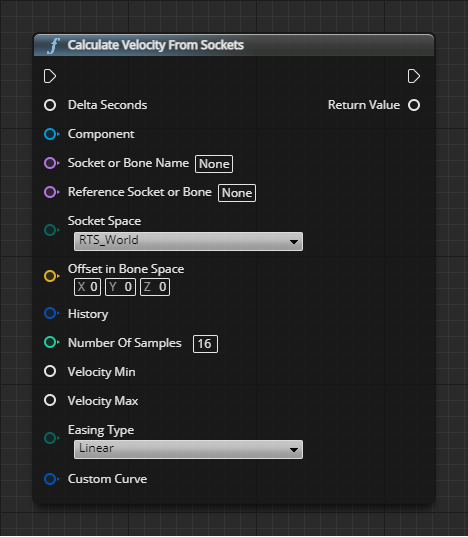 f Calculate Velocity From Sockets
Delta Seconds Return Value
Component
Socket or Bone Name None
Reference Socket or Bone None
Socket Space
RTS_World
Offset in Bone Space
X 0 Y 0 Z 0
History
Number Of Samples 16
Velocity Min
Velocity Max
Easing Type
Linear
Custom Curve